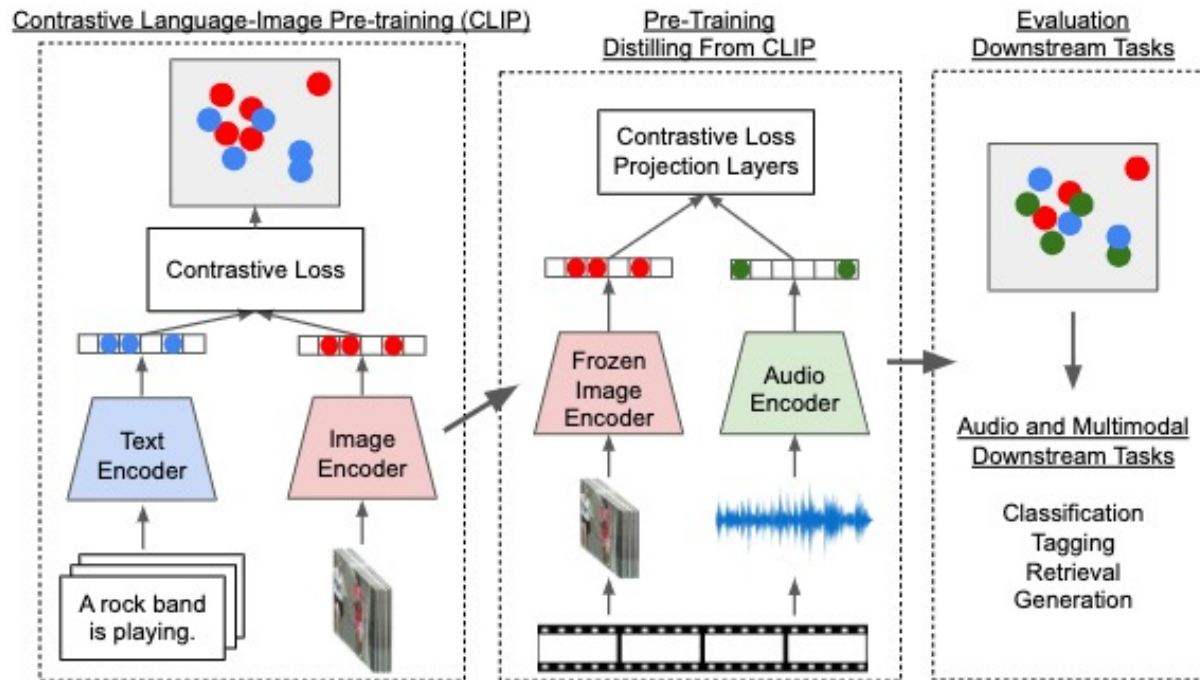 Contrastive Language-Image Pre-training (CLIP)
Contrastive Loss
Text
Encoder
Image
Encoder
A rock band
is playing.
Pre-Training
Distilling From CLIP
Contrastive Loss
Projection Layers
Frozen
Image
Encoder
Audio
Encoder
Evaluation
Downstream Tasks
Audio and Multimodal
Downstream Tasks
Classification
Tagging
Retrieval
Generation